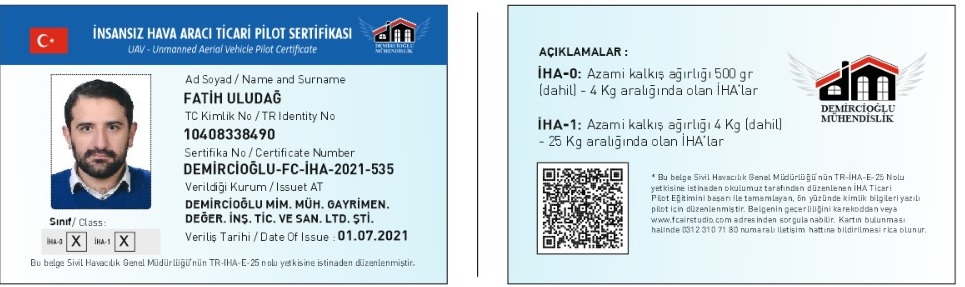 İNSANSIZ HAVA ARACI TİCARİ PİLOT SERTİFİKASI
UAV - Unmanned Aerial Vehicle Pilot Certificate
DEMİRCİOĞLU
MÜHENDİSLİK
Ad Soyad / Name and Surname
FATİH ULUDAĞ
TC Kimlik No / TR Identity No
10408338490
Sertifika No / Certificate Number
DEMİRCİOĞLU-FC-İHA-2021-535
Verildiği Kurum / Issuet AT
DEMİRCİOĞLU MİM. MÜH. GAYRİMEN.
DEĞER. İNŞ. TİC. VE SAN. LTD. ŞTİ.
Veriliş Tarihi / Date Of Issue : 01.07.2021
Sınıf/ Class:
İHA-0 X İHA-1 X
Bu belge Sivil Havacılık Genel Müdürlüğü'nün TR-IHA-E-25 nolu yetkisine istinaden düzenlenmiştir.
AÇIKLAMALAR :
İHA-0: Azami kalkış ağırlığı 500 gr
(dahil) - 4 Kg aralığında olan İHA'lar
İHA-1: Azami kalkış ağırlığı 4 Kg (dahil)
- 25 Kg aralığında olan İHA'lar
dm
DEMİRCİOĞLU
MÜHENDİSLİK
* Bu belge Sivil Havacılık Genel Müdürlüğü'nün TR-İHA-E-25 Nolu
yetkisine istinaden okulumuz tarafından düzenlenen İHA Ticari
Pilot Eğitimini başarı ile tamamlayan, ön yüzünde kimlik bilgileri yazılı
pilot için düzenlenmiştir. Belgenin geçerliliğini karekoddan veya
www.fcairstudio.com adresinden sorgulanabilir. Kartın bulunması
halinde 0312 310 71 80 numaralı iletişim hattına bildirilmesi rica olunur.